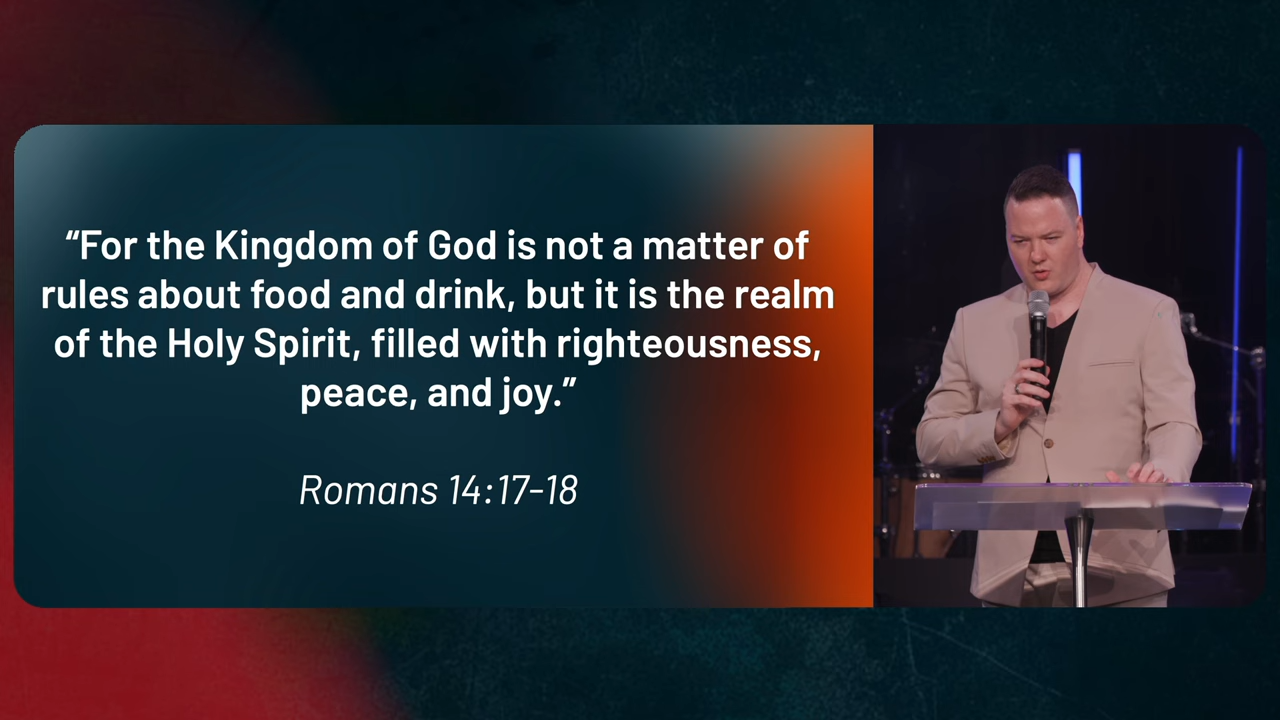 “For the Kingdom of God is not a matter of
rules about food and drink, but it is the realm
of the Holy Spirit, filled with righteousness,
peace, and joy.”
Romans 14:17-18